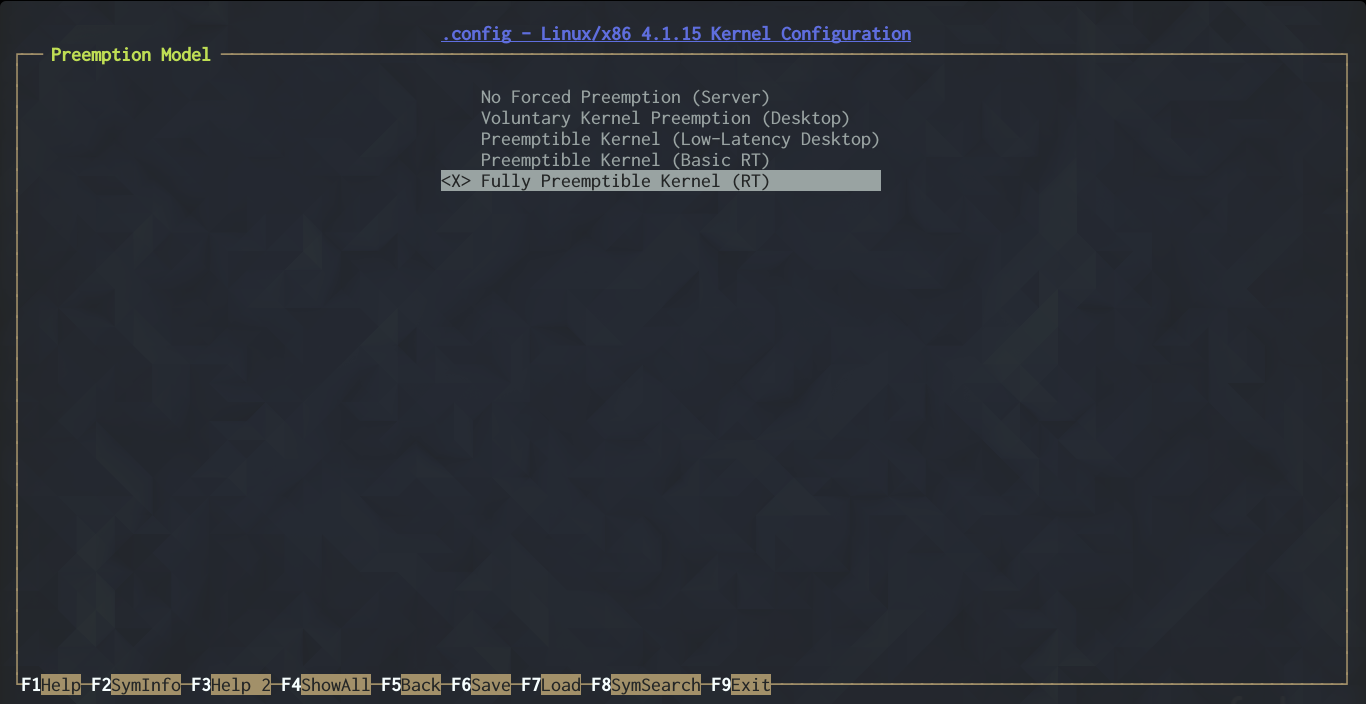 .config - Linux/x86 4.1.15 Kernel Configuration
Preemption Model
No Forced Preemption (Server)
Voluntary Kernel Preemption (Desktop)
Preemptible Kernel (Low-Latency Desktop)
Preemptible Kernel (Basic RT)
<X> Fully Preemptible Kernel (RT)
F1Help F2SymInfo F3Help 2 F4ShowAll F5Back F6Save F7Load F8SymSearch F9Exit